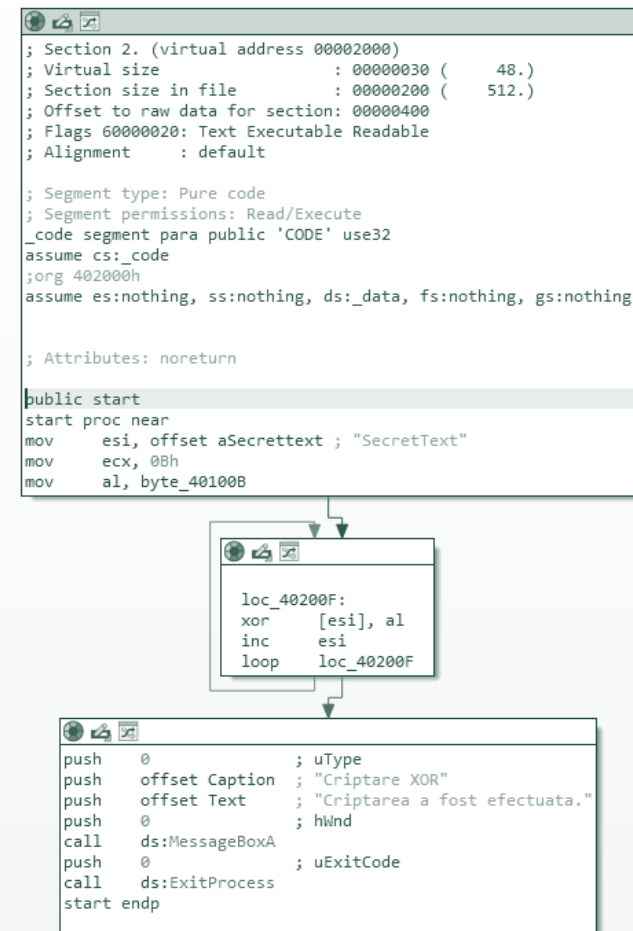 ; Section 2. (virtual address 00002000)
; Virtual size                  : 00000030 (     48.)
; Section size in file          : 00000200 (    512.)
; Offset to raw data for section: 00000400
; Flags 60000020: Text Executable Readable
; Alignment     : default
; Segment type: Pure code
; Segment permissions: Read/Execute
_code segment para public 'CODE' use32
assume cs:_code
;org 402000h
assume es:nothing, ss:nothing, ds:_data, fs:nothing, gs:nothing
; Attributes: noreturn
public start
start proc near
mov     esi, offset aSecrettext ; "SecretText"
mov     ecx, 0Bh
mov     al, byte_40100B
loc_40200F:
xor     [esi], al
inc     esi
loop    loc_40200F
push    0               ; uType
push    offset Caption  ; "Criptare XOR"
push    offset Text     ; "Criptarea a fost efectuata."
push    0               ; hWnd
call    ds:MessageBoxA
push    0               ; uExitCode
call    ds:ExitProcess
start endp